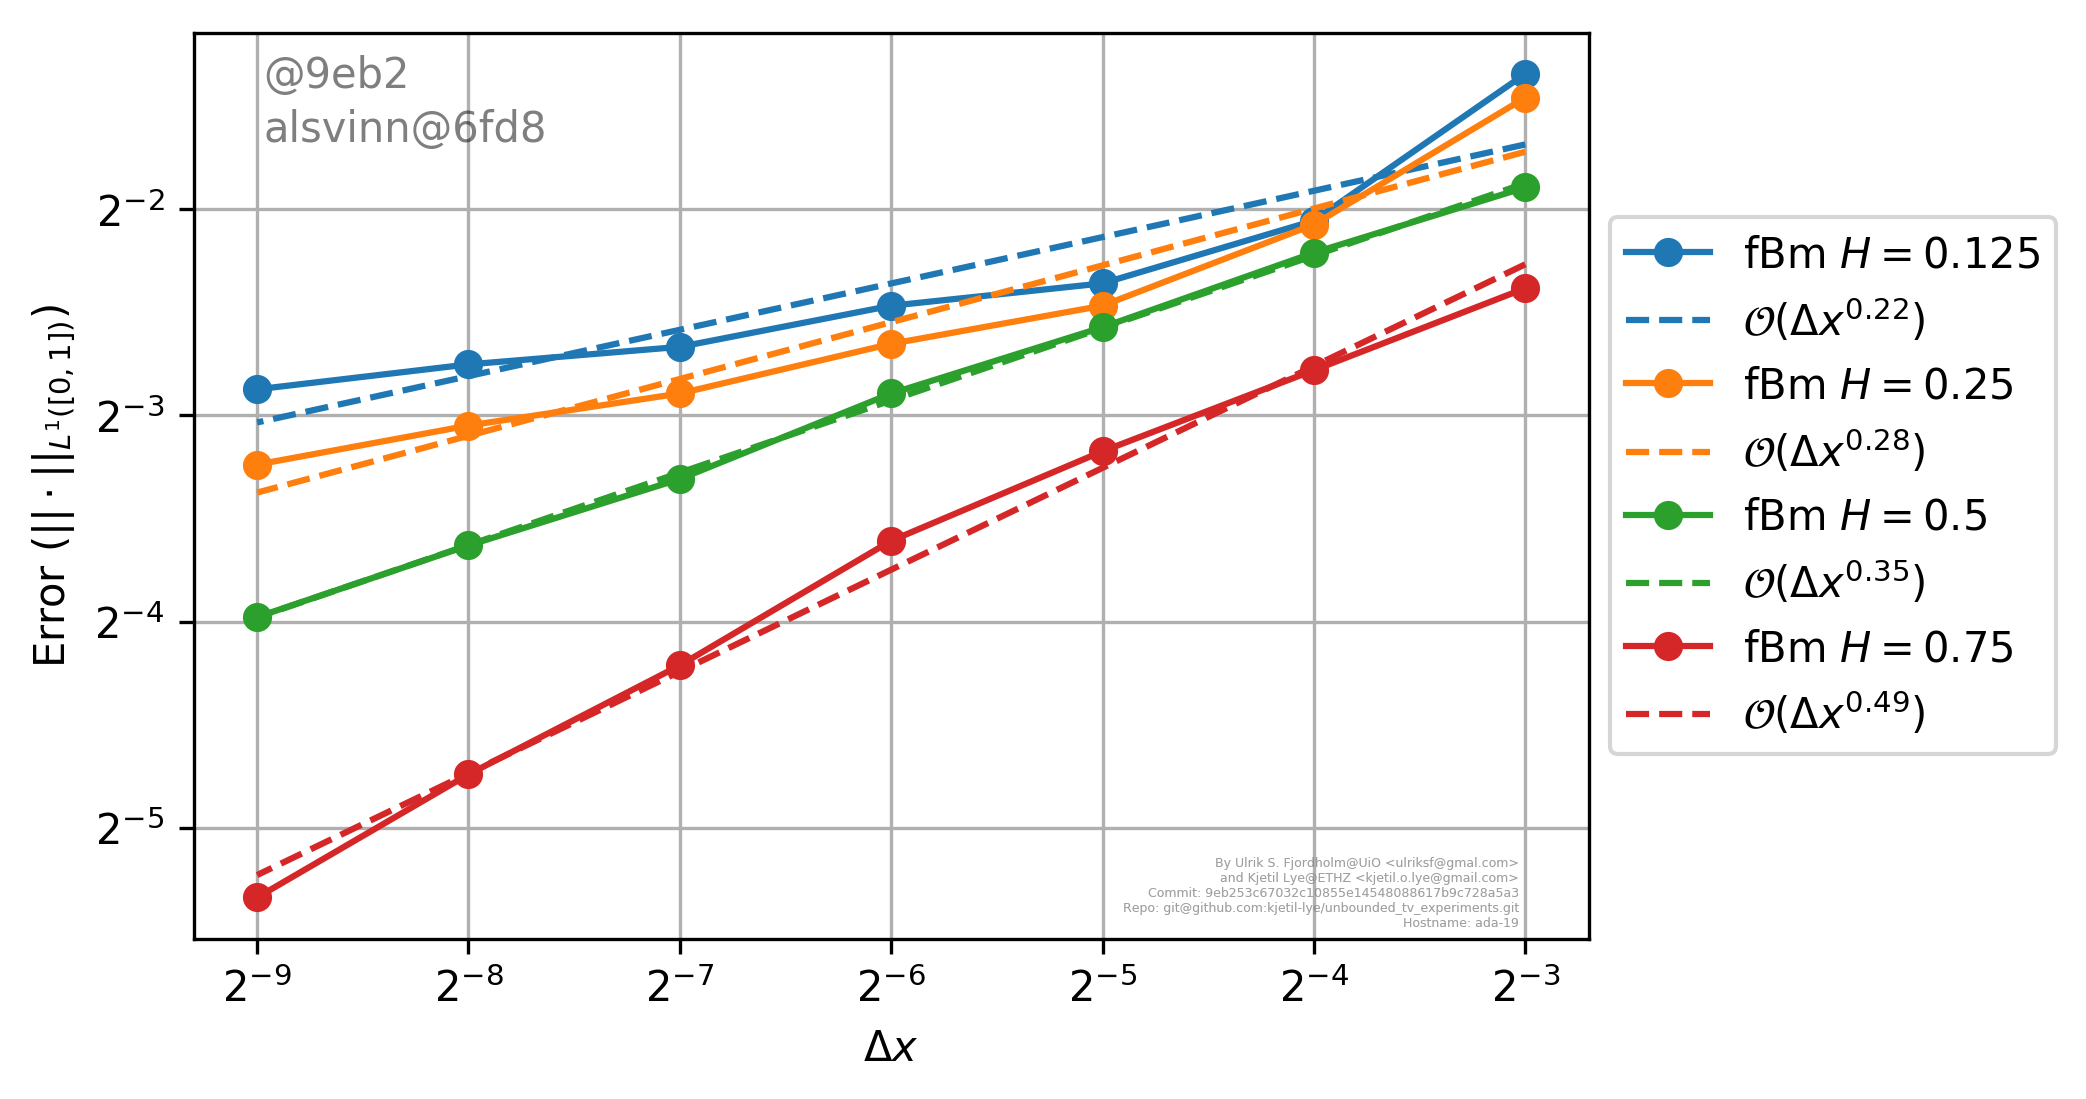 @9eb2
alsvinn@6fd8
2⁻²
2⁻³
2⁻⁴
2⁻⁵
Error (|| · ||_{L¹([0, 1])})
2⁻⁹ 2⁻⁸ 2⁻⁷ 2⁻⁶ 2⁻⁵ 2⁻⁴ 2⁻³
Δx
By Ulrik S. Fjordholm@UiO <ulriksf@gmal.com>
and Kjetil Lye@ETHZ <kjetil.o.lye@gmail.com>
Commit: 9eb253c67032c10855e14548088617b9c728a5a3
Repo: git@github.com:kjetil-lye/unbounded_tv_experiments.git
Hostname: ada-19
fBm H = 0.125
𝒪(Δx^{0.22})
fBm H = 0.25
𝒪(Δx^{0.28})
fBm H = 0.5
𝒪(Δx^{0.35})
fBm H = 0.75
𝒪(Δx^{0.49})